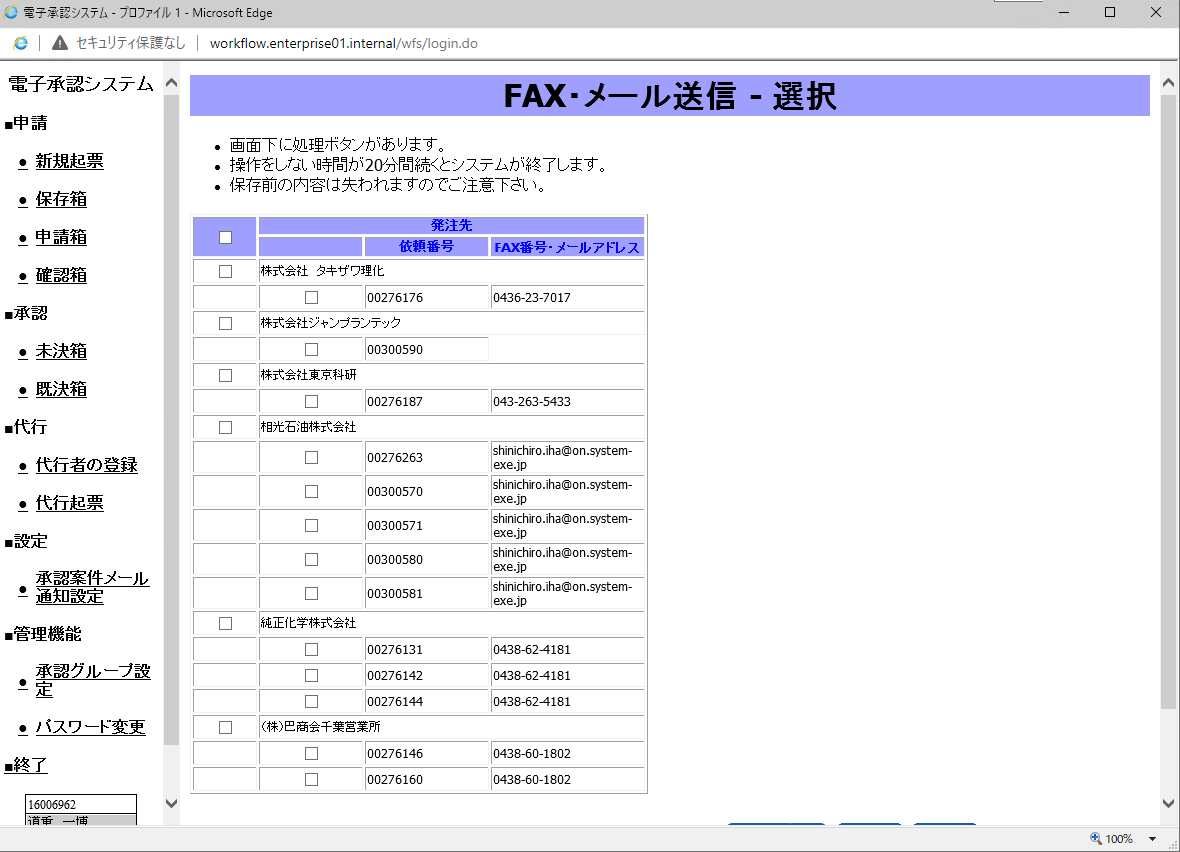 電子承認システム - プロファイル 1 - Microsoft Edge
セキュリティ保護なし
workflow.enterprise01.internal/wfs/login.do
電子承認システム
■申請
● 新規起票
● 保存箱
● 申請箱
● 確認箱
■承認
● 未決箱
● 既決箱
■代行
● 代行者の登録
● 代行起票
■設定
● 承認案件メール
通知設定
■管理機能
● 承認グループ設
定
● パスワード変更
■終了
16006962
道重 一博
FAX・メール送信 - 選択
• 画面下に処理ボタンがあります。
• 操作をしない時間が20分間続くとシステムが終了します。
• 保存前の内容は失われますのでご注意下さい。
発注先
依頼番号 FAX番号・メールアドレス
株式会社 タキザワ理化
00276176 0436-23-7017
株式会社ジャンプランテック
00300590
株式会社東京科研
00276187 043-263-5433
相光石油株式会社
00276263 shinichiro.iha@on.system-
exe.jp
00300570 shinichiro.iha@on.system-
exe.jp
00300571 shinichiro.iha@on.system-
exe.jp
00300580 shinichiro.iha@on.system-
exe.jp
00300581 shinichiro.iha@on.system-
exe.jp
純正化学株式会社
00276131 0438-62-4181
00276142 0438-62-4181
00276144 0438-62-4181
(株)巴商会千葉営業所
00276146 0438-60-1802
00276160 0438-60-1802
100%